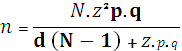 n = N.z²p.q / d (N − 1) + z.p.q